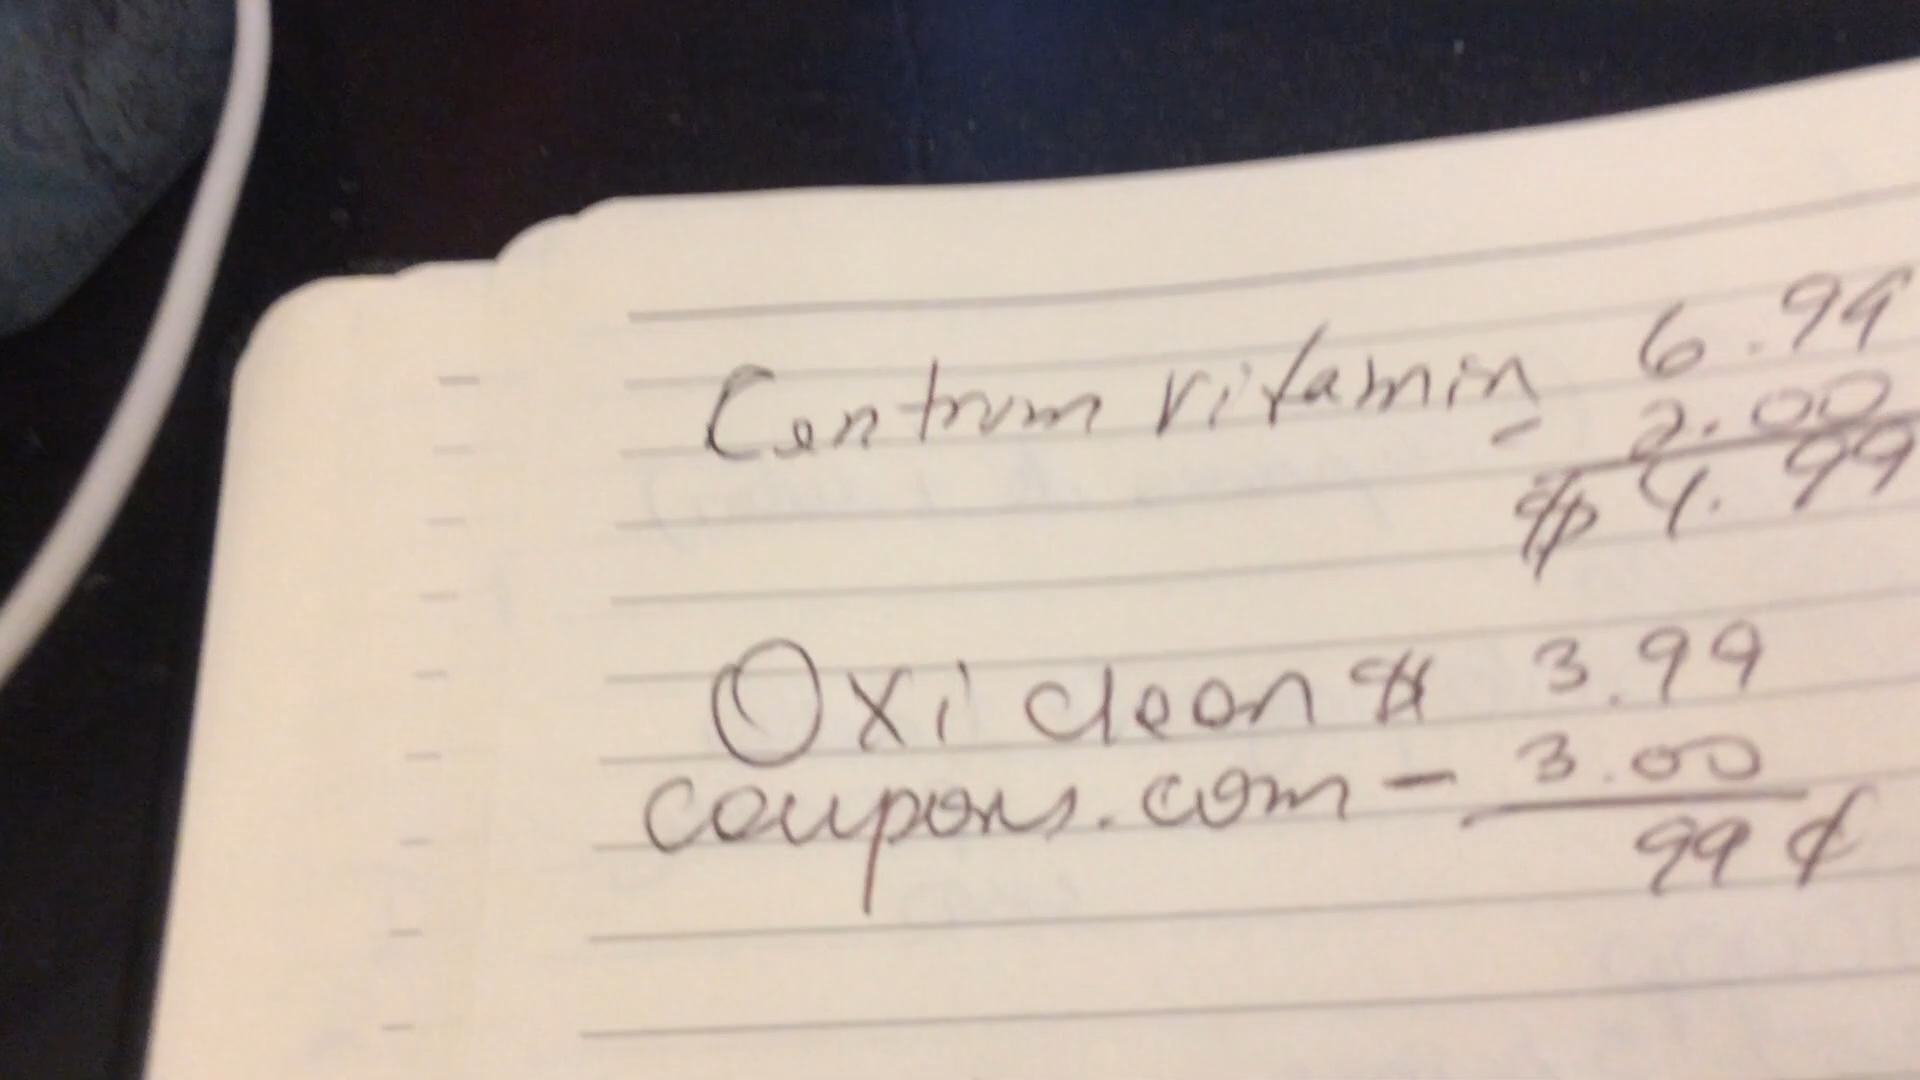 Centrum vitamin 6.99
- 2.00
$ 4.99
Oxi clean $ 3.99
coupons.com - 3.00
99 ¢